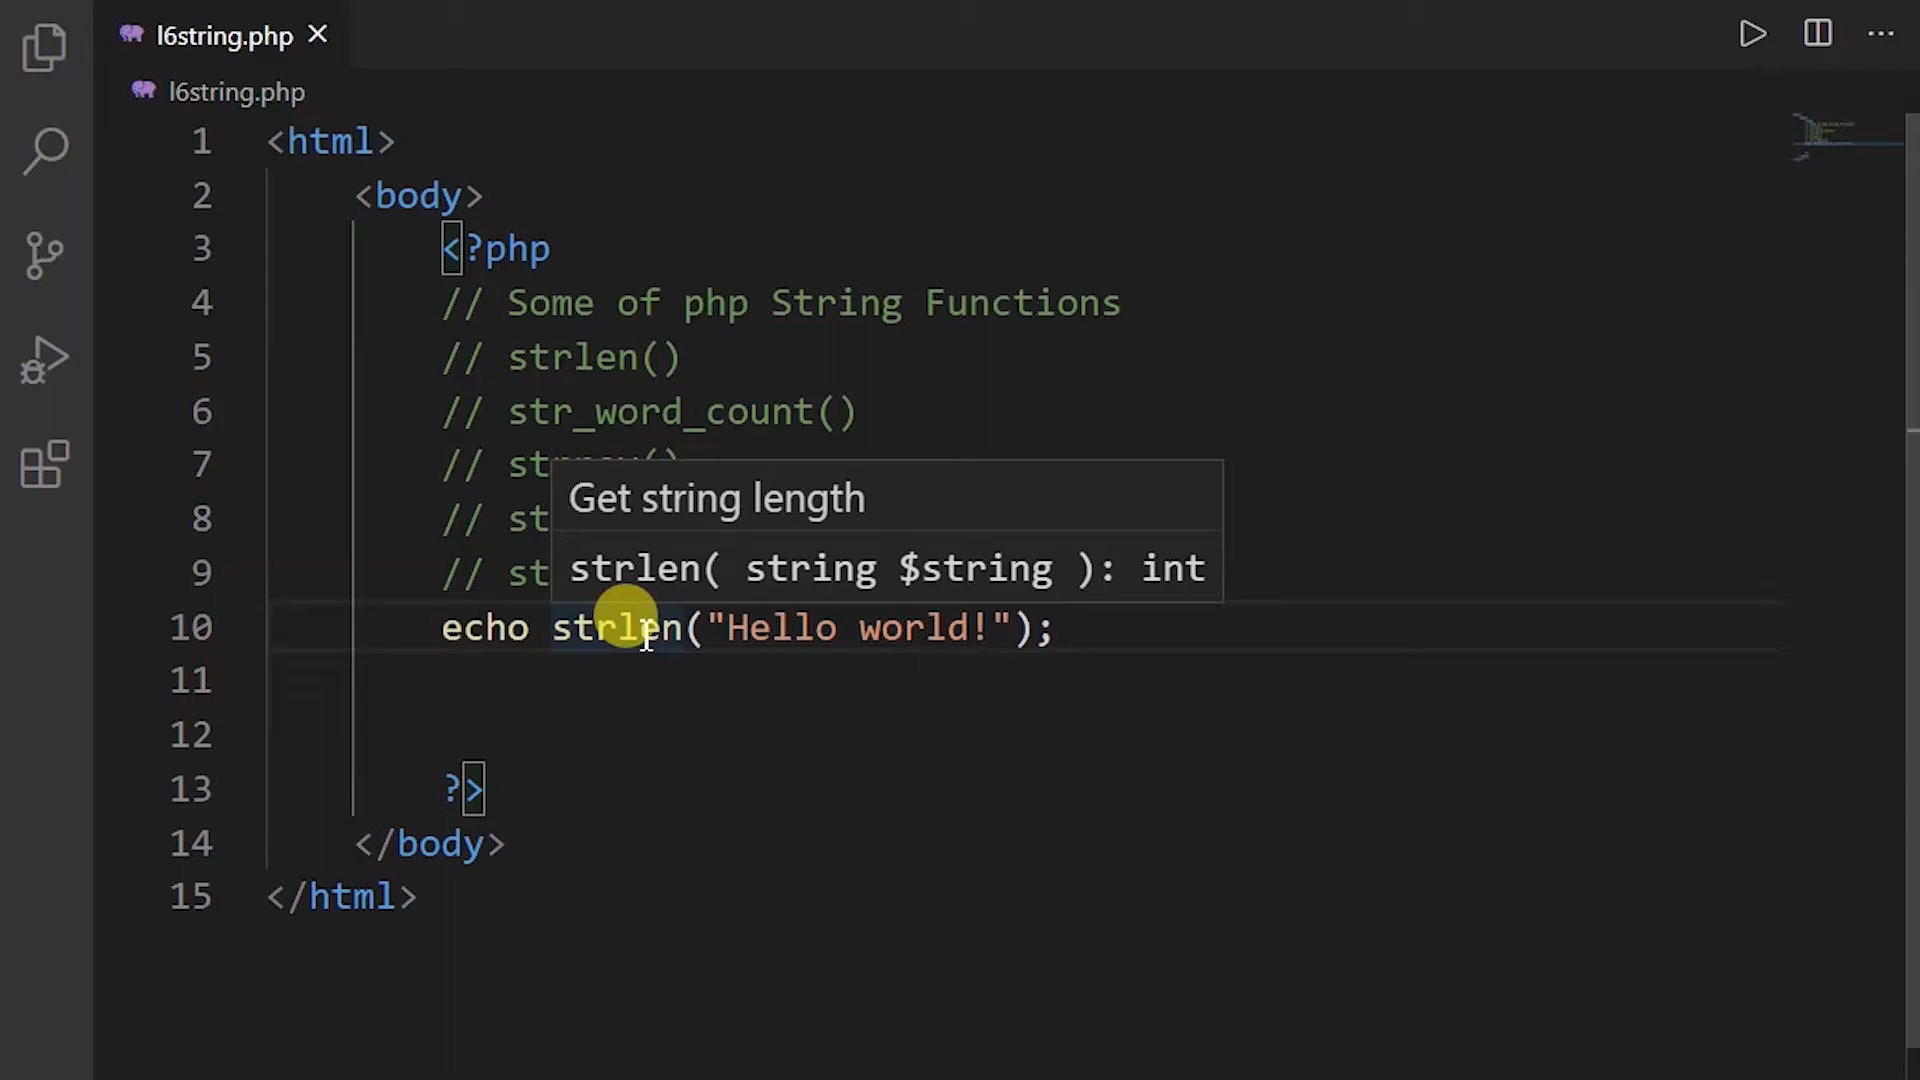 l6string.php
l6string.php
1 <html>
2 <body>
3 <?php
4 // Some of php String Functions
5 // strlen()
6 // str_word_count()
7 //
8 // st
9 // st
Get string length
strlen( string $string ): int
10 echo strlen("Hello world!");
11
12
13 ?>
14 </body>
15 </html>